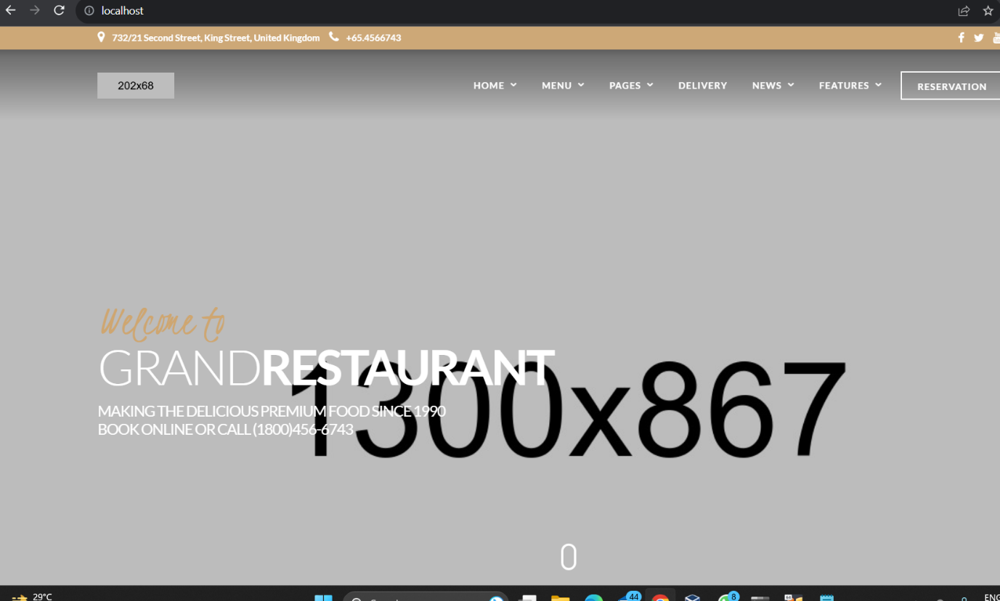 localhost
732/21 Second Street, King Street, United Kingdom +65.4566743
202x68
HOME MENU PAGES DELIVERY NEWS FEATURES RESERVATION
Welcome to
GRANDRESTAURANT
1300x867
MAKING THE DELICIOUS PREMIUM FOOD SINCE 1990
BOOK ONLINE OR CALL (1800)456-6743
29°C
44
8
ENG